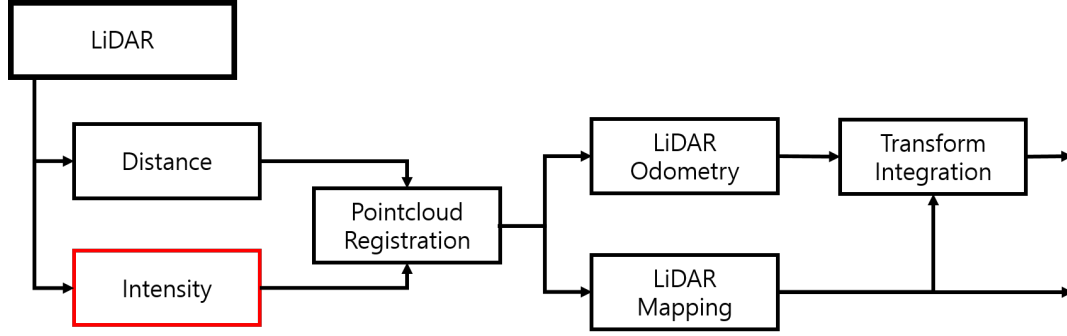 LiDAR
Distance
Intensity
Pointcloud
Registration
LiDAR
Odometry
LiDAR
Mapping
Transform
Integration